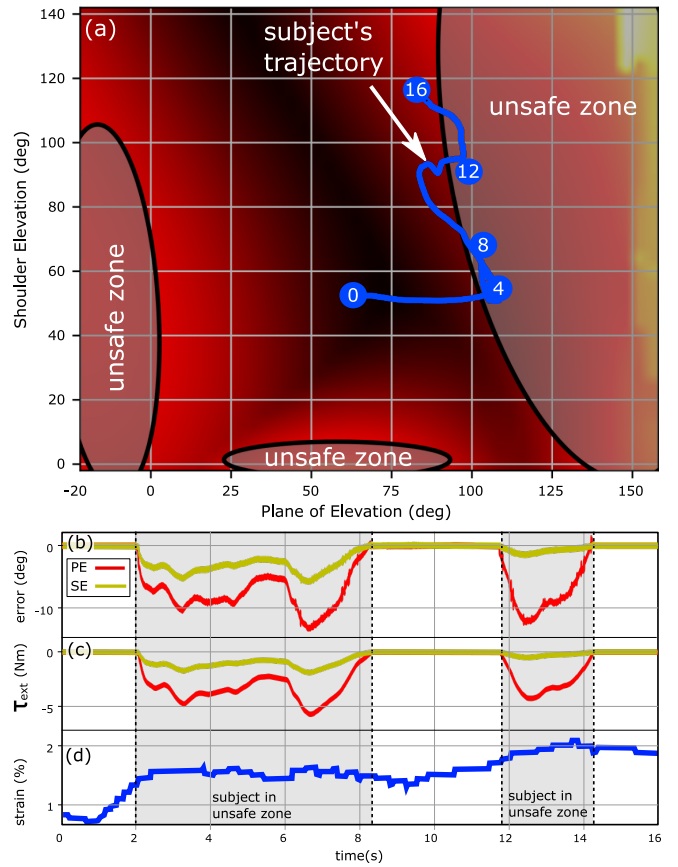 (a)
subject's
trajectory
16
unsafe zone
12
8
4
0
unsafe zone
unsafe zone
140
120
100
80
60
40
20
0
Shoulder Elevation (deg)
-20
0
25
50
75
100
125
150
Plane of Elevation (deg)
(b)
PE
SE
0
-10
error (deg)
(c)
0
-5
τext (Nm)
(d)
2
1
strain (%)
subject in
unsafe zone
subject in
unsafe zone
0
2
4
6
8
10
12
14
16
time(s)